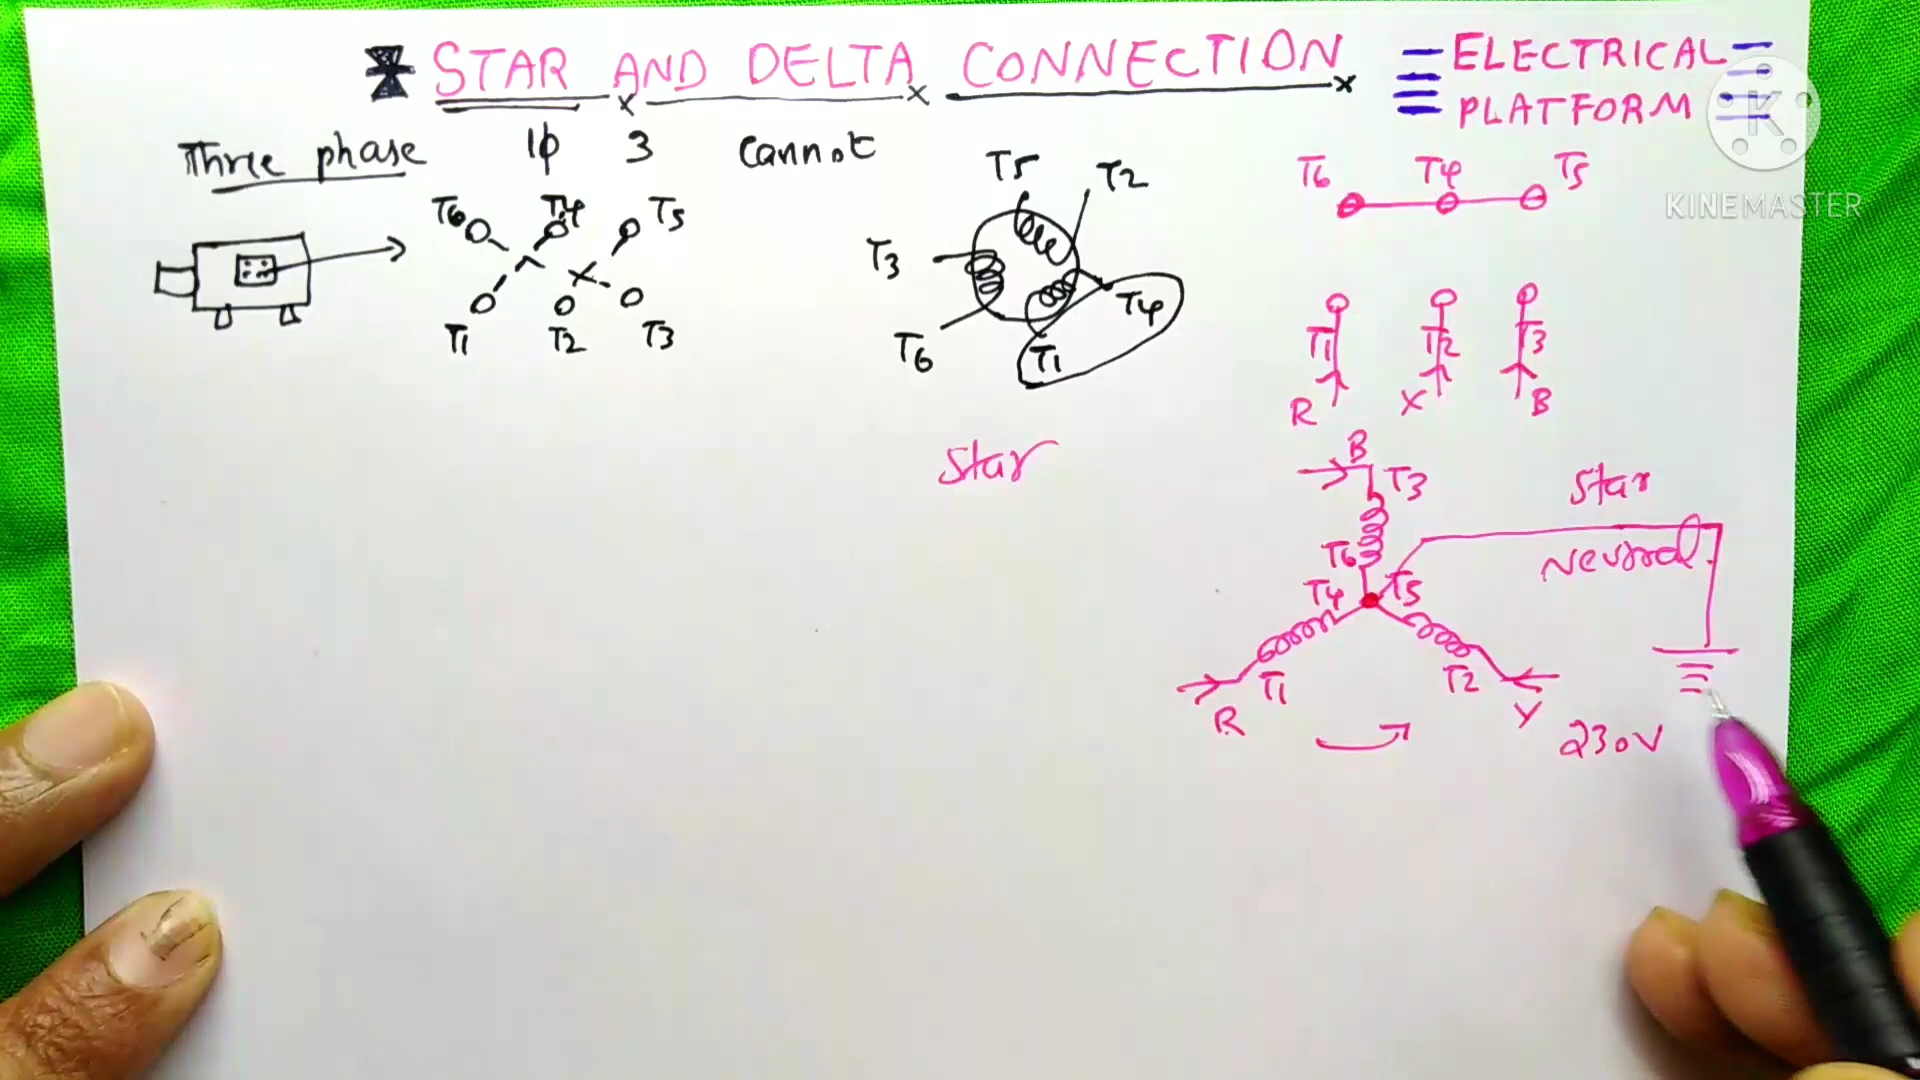 STAR AND DELTA CONNECTION
ELECTRICAL
PLATFORM
K
KINEMASTER
Three phase 1φ 3 cannot
T6 T4 T5
T1 T2 T3
T5 T2
T3
T4
T6
T1
T6 T4 T5
T1 T2 T3
R Y B
Star
B
T3
Star
Neutral
T6
T4 T5
T1 T2
R Y
230V